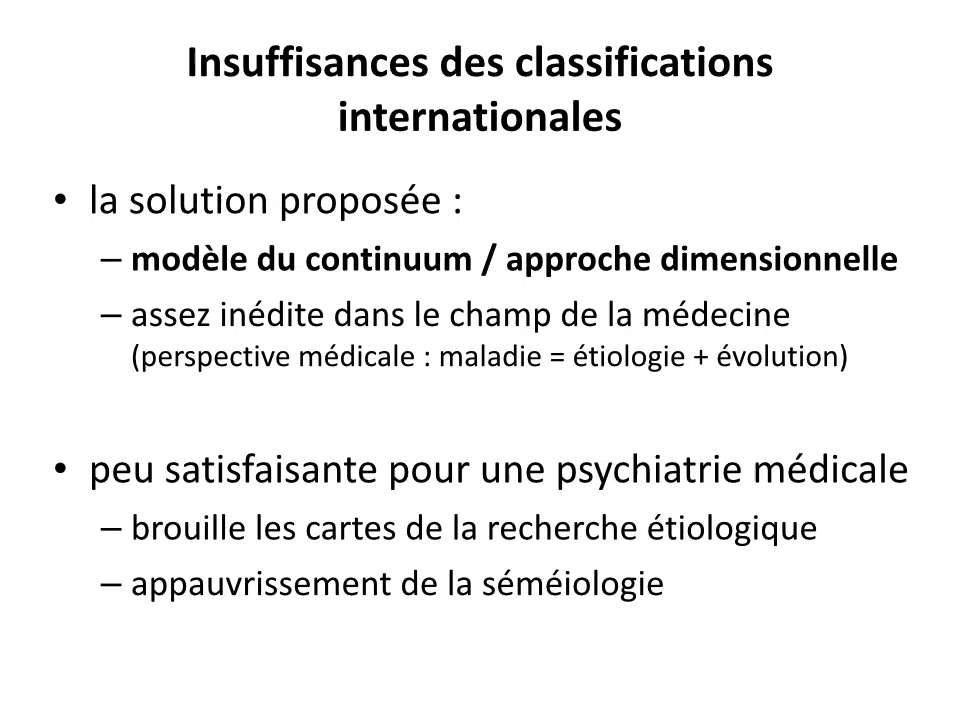 Insuffisances des classifications
internationales
• la solution proposée :
– modèle du continuum / approche dimensionnelle
– assez inédite dans le champ de la médecine
(perspective médicale : maladie = étiologie + évolution)
• peu satisfaisante pour une psychiatrie médicale
– brouille les cartes de la recherche étiologique
– appauvrissement de la séméiologie